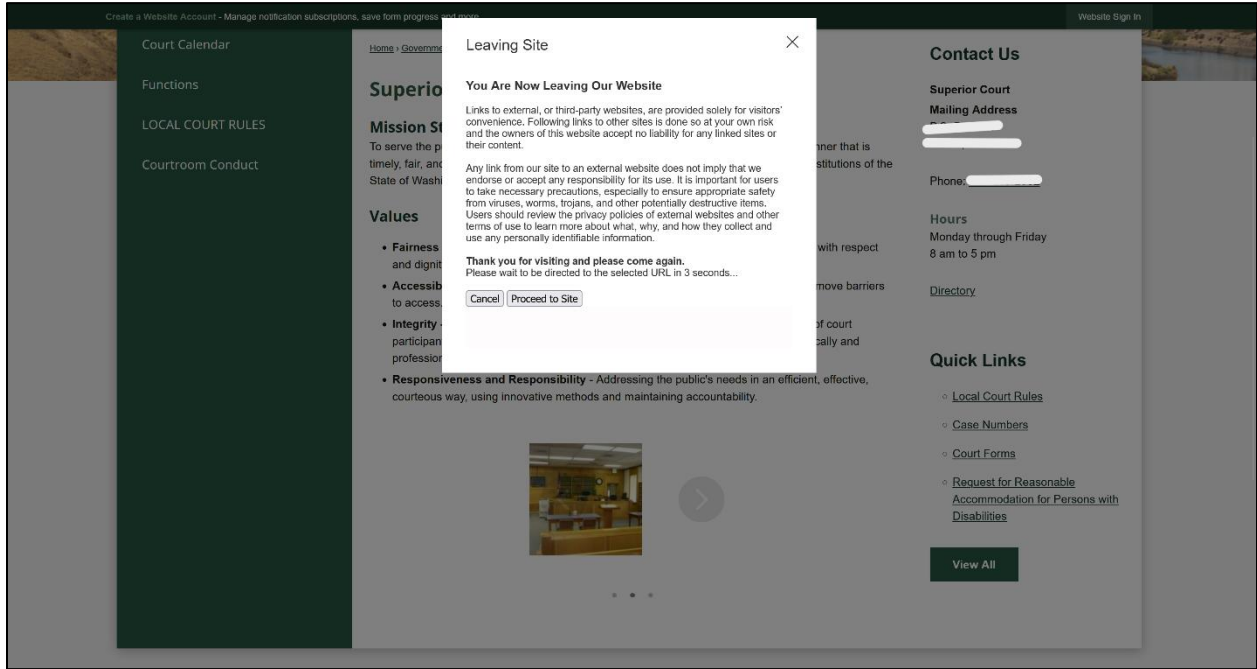 Create a Website Account - Manage notification subscriptions, save form progress and more
Website Sign In
Court Calendar
Functions
LOCAL COURT RULES
Courtroom Conduct
Home › Governme
Superio
Mission St
To serve the p
nner that is
timely, fair, and
stitutions of the
State of Washi
Values
• Fairness
with respect
and dignit
• Accessib
move barriers
to access.
• Integrity -
of court
participan
cally and
profession
• Responsiveness and Responsibility - Addressing the public's needs in an efficient, effective,
courteous way, using innovative methods and maintaining accountability.
Leaving Site
You Are Now Leaving Our Website
Links to external, or third-party websites, are provided solely for visitors'
convenience. Following links to other sites is done so at your own risk
and the owners of this website accept no liability for any linked sites or
their content.
Any link from our site to an external website does not imply that we
endorse or accept any responsibility for its use. It is important for users
to take necessary precautions, especially to ensure appropriate safety
from viruses, worms, trojans, and other potentially destructive items.
Users should review the privacy policies of external websites and other
terms of use to learn more about what, why, and how they collect and
use any personally identifiable information.
Thank you for visiting and please come again.
Please wait to be directed to the selected URL in 3 seconds...
Cancel Proceed to Site
Contact Us
Superior Court
Mailing Address
Phone:
Hours
Monday through Friday
8 am to 5 pm
Directory
Quick Links
Local Court Rules
Case Numbers
Court Forms
Request for Reasonable
Accommodation for Persons with
Disabilities
View All